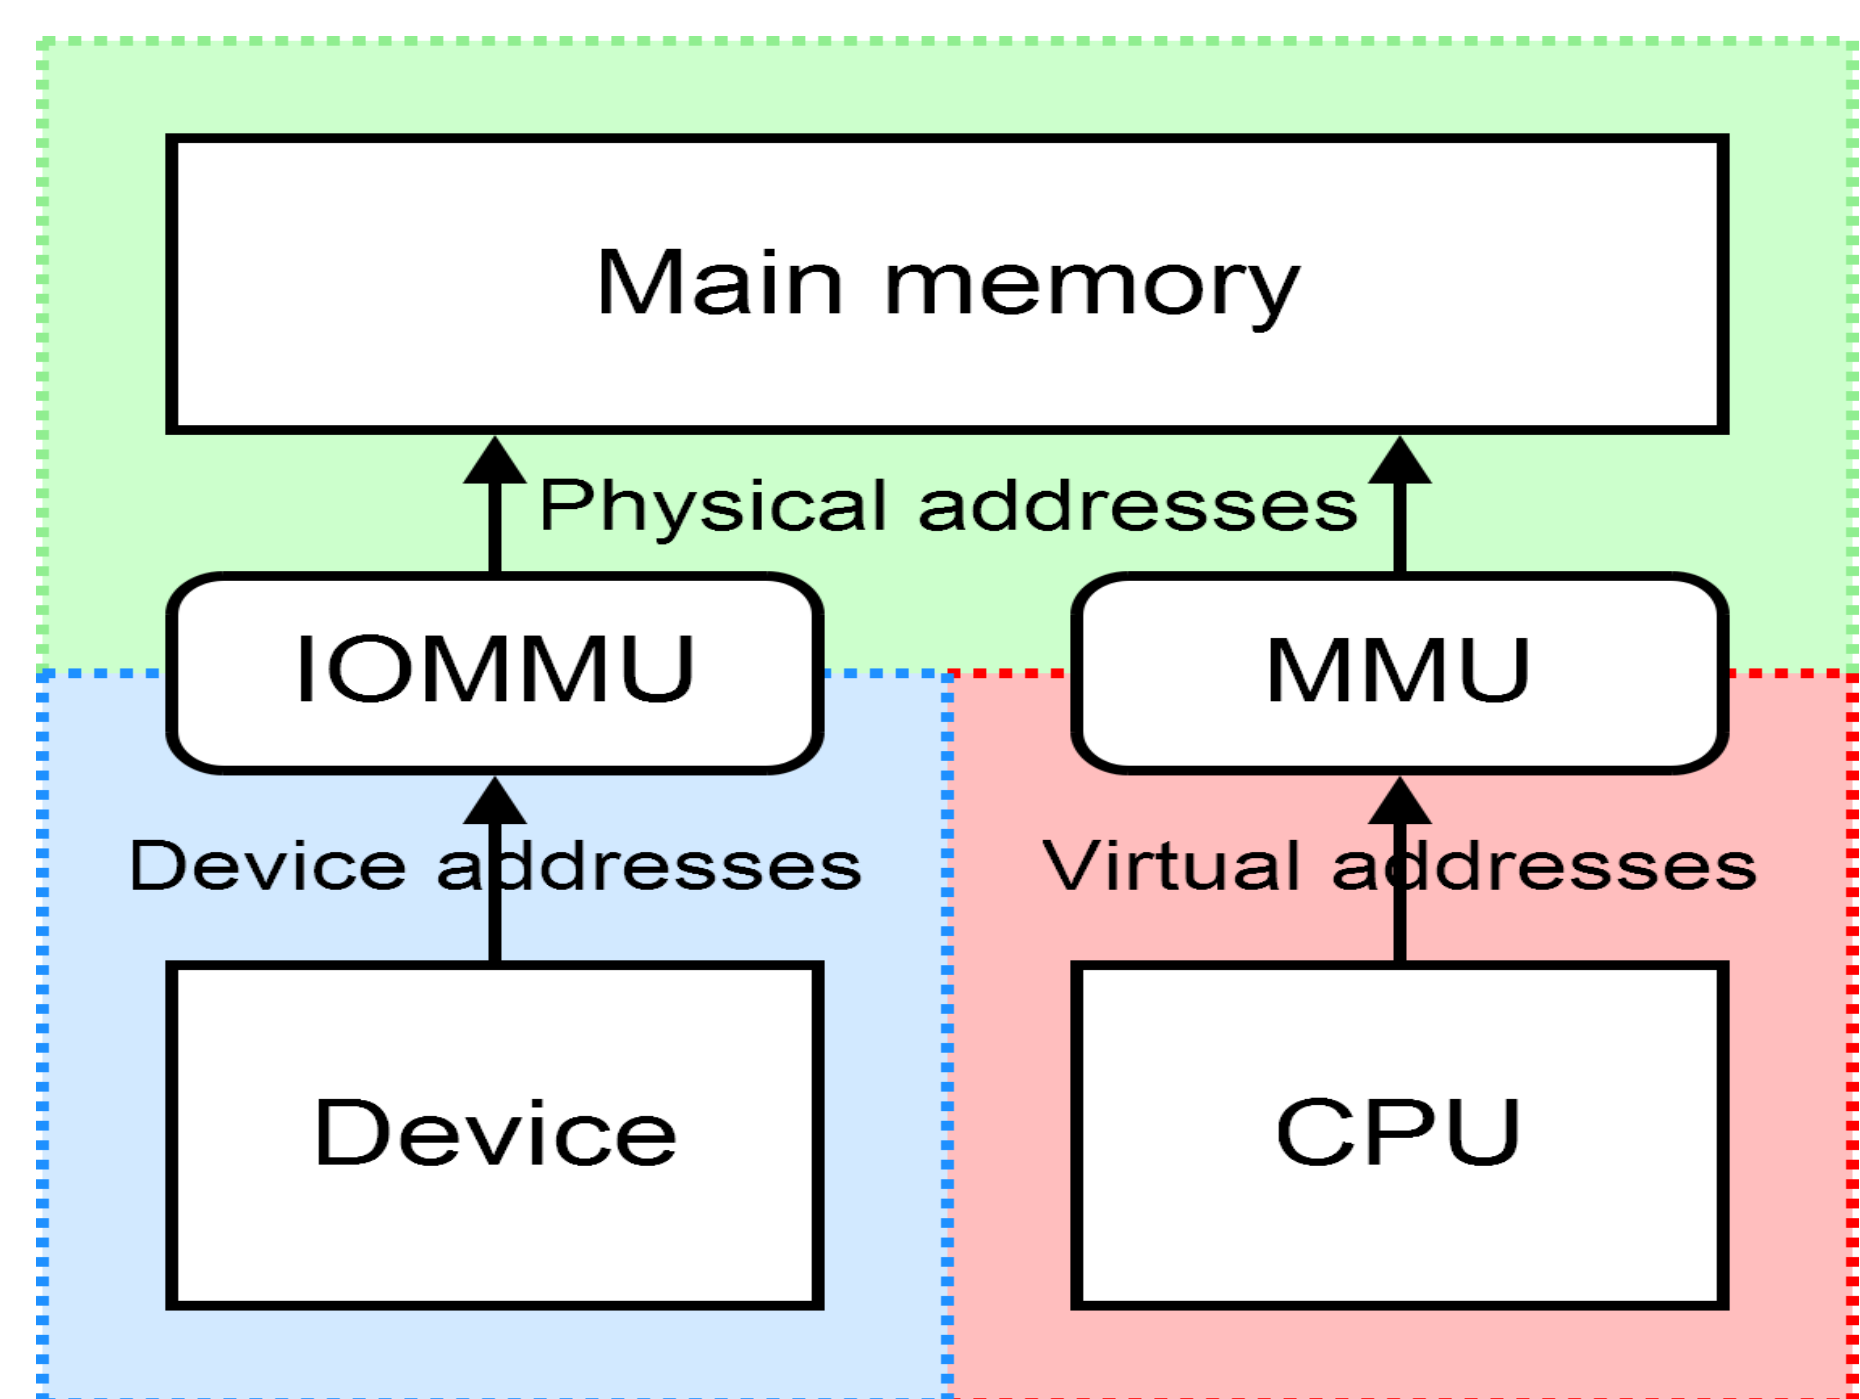 Main memory
Physical addresses
IOMMU
MMU
Device addresses
Virtual addresses
Device
CPU